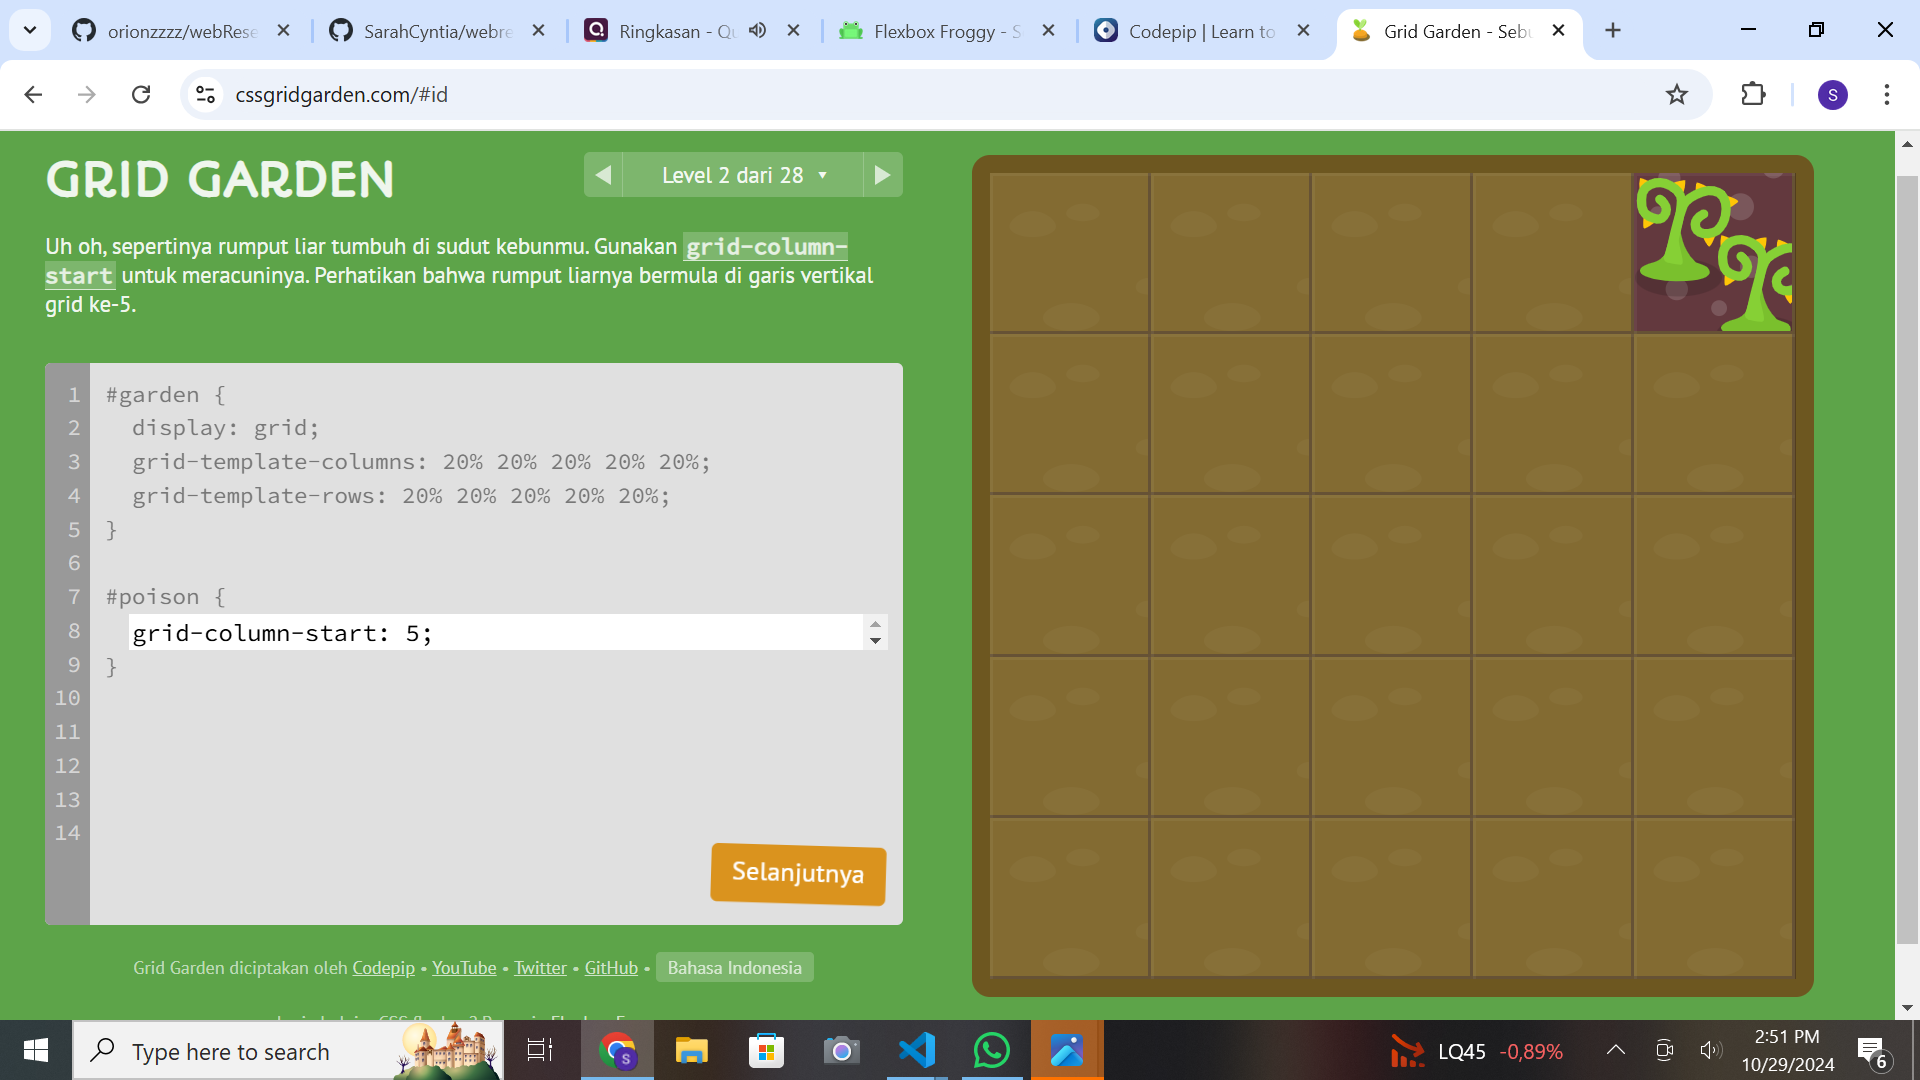 orionzzzz/webRese
SarahCyntia/webre
Ringkasan - Qu
Flexbox Froggy - S
Codepip | Learn to
Grid Garden - Sebu
cssgridgarden.com/#id
S
GRID GARDEN
Level 2 dari 28
Uh oh, sepertinya rumput liar tumbuh di sudut kebunmu. Gunakan grid-column-
start untuk meracuninya. Perhatikan bahwa rumput liarnya bermula di garis vertikal
grid ke-5.
1 #garden {
2 display: grid;
3 grid-template-columns: 20% 20% 20% 20% 20%;
4 grid-template-rows: 20% 20% 20% 20% 20%;
5 }
6
7 #poison {
8 grid-column-start: 5;
9 }
10
11
12
13
14
Selanjutnya
Grid Garden diciptakan oleh Codepip • YouTube • Twitter • GitHub • Bahasa Indonesia
Type here to search
S
LQ45 -0,89%
2:51 PM
10/29/2024
6